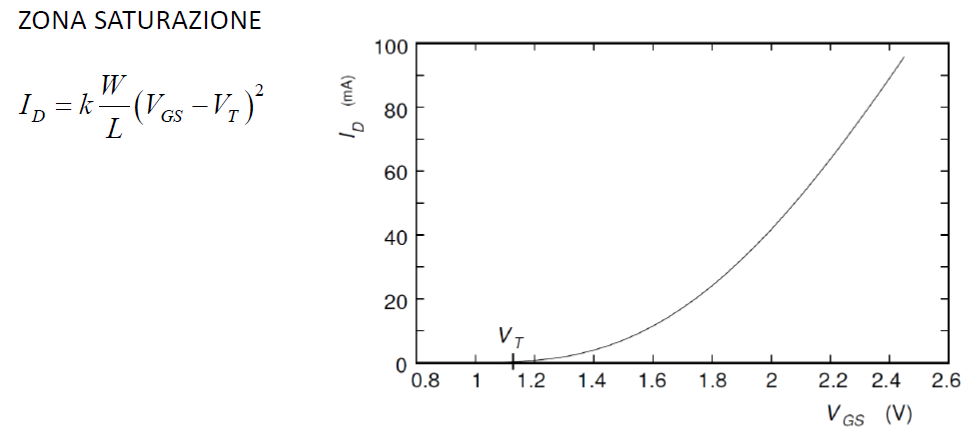 ZONA SATURAZIONE
I_D = k W/L (V_GS − V_T)^2
I_D (mA)
100
80
60
40
20
0
V_T
0.8 1 1.2 1.4 1.6 1.8 2 2.2 2.4 2.6
V_GS (V)